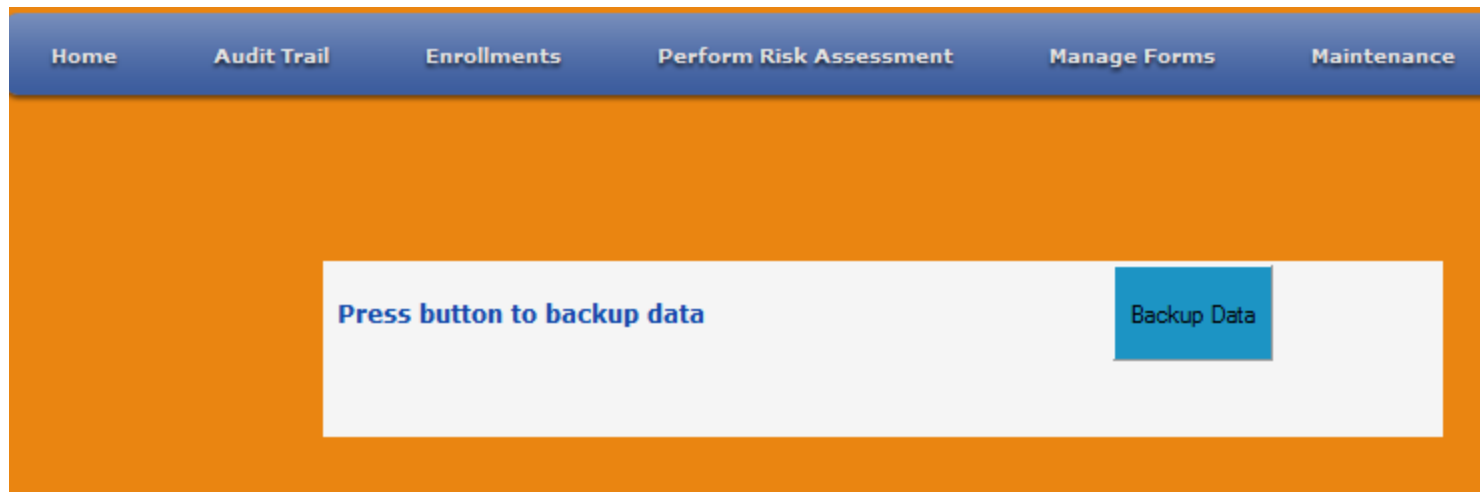 Home Audit Trail Enrollments Perform Risk Assessment Manage Forms Maintenance
Press button to backup data Backup Data